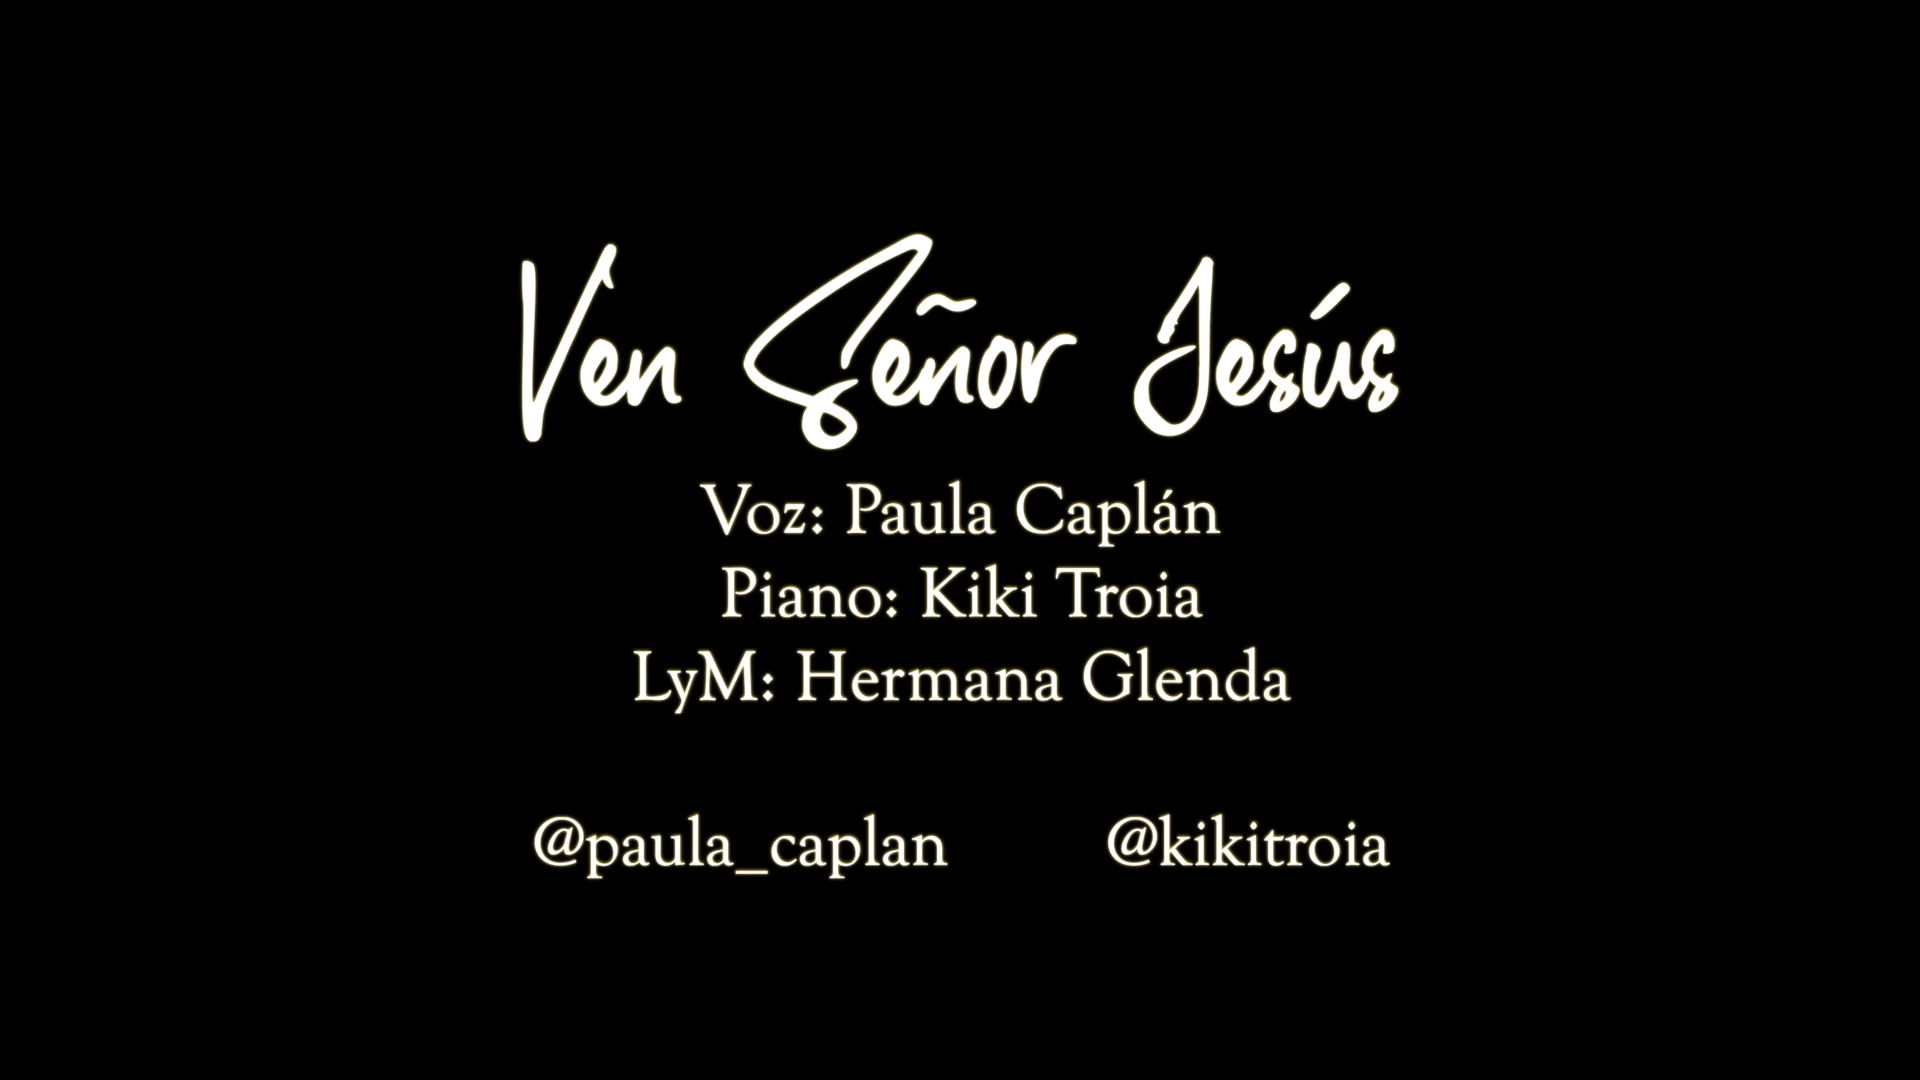 Ven Señor Jesús
Voz: Paula Caplán
Piano: Kiki Troia
LyM: Hermana Glenda
@paula_caplan @kikitroia